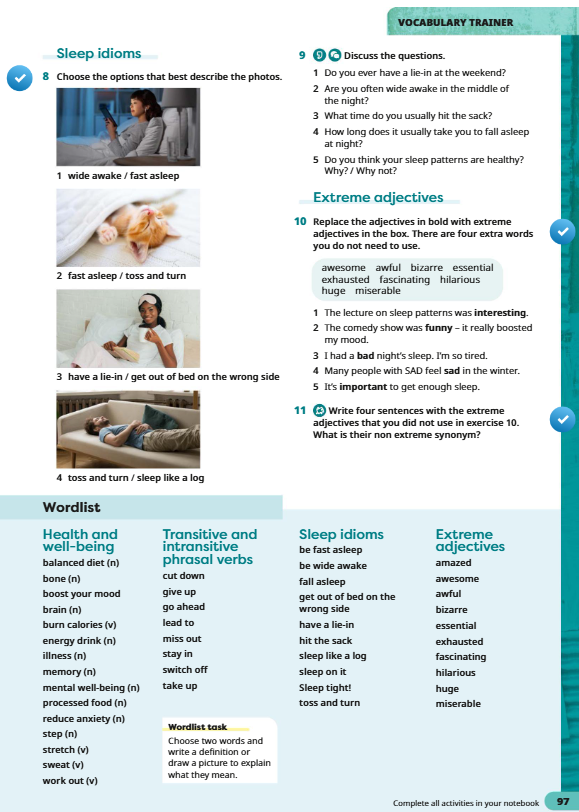 VOCABULARY TRAINER
Sleep idioms
8 Choose the options that best describe the photos.
1 wide awake / fast asleep
2 fast asleep / toss and turn
3 have a lie-in / get out of bed on the wrong side
4 toss and turn / sleep like a log
9 Discuss the questions.
1 Do you ever have a lie-in at the weekend?
2 Are you often wide awake in the middle of
the night?
3 What time do you usually hit the sack?
4 How long does it usually take you to fall asleep
at night?
5 Do you think your sleep patterns are healthy?
Why? / Why not?
Extreme adjectives
10 Replace the adjectives in bold with extreme
adjectives in the box. There are four extra words
you do not need to use.
awesome awful bizarre essential
exhausted fascinating hilarious
huge miserable
1 The lecture on sleep patterns was interesting.
2 The comedy show was funny – it really boosted
my mood.
3 I had a bad night's sleep. I'm so tired.
4 Many people with SAD feel sad in the winter.
5 It's important to get enough sleep.
11 Write four sentences with the extreme
adjectives that you did not use in exercise 10.
What is their non extreme synonym?
Wordlist
Health and
well-being
balanced diet (n)
bone (n)
boost your mood
brain (n)
burn calories (v)
energy drink (n)
illness (n)
memory (n)
mental well-being (n)
processed food (n)
reduce anxiety (n)
step (n)
stretch (v)
sweat (v)
work out (v)
Transitive and
intransitive
phrasal verbs
cut down
give up
go ahead
lead to
miss out
stay in
switch off
take up
Wordlist task
Choose two words and
write a definition or
draw a picture to explain
what they mean.
Sleep idioms
be fast asleep
be wide awake
fall asleep
get out of bed on the
wrong side
have a lie-in
hit the sack
sleep like a log
sleep on it
Sleep tight!
toss and turn
Extreme
adjectives
amazed
awesome
awful
bizarre
essential
exhausted
fascinating
hilarious
huge
miserable
Complete all activities in your notebook 97